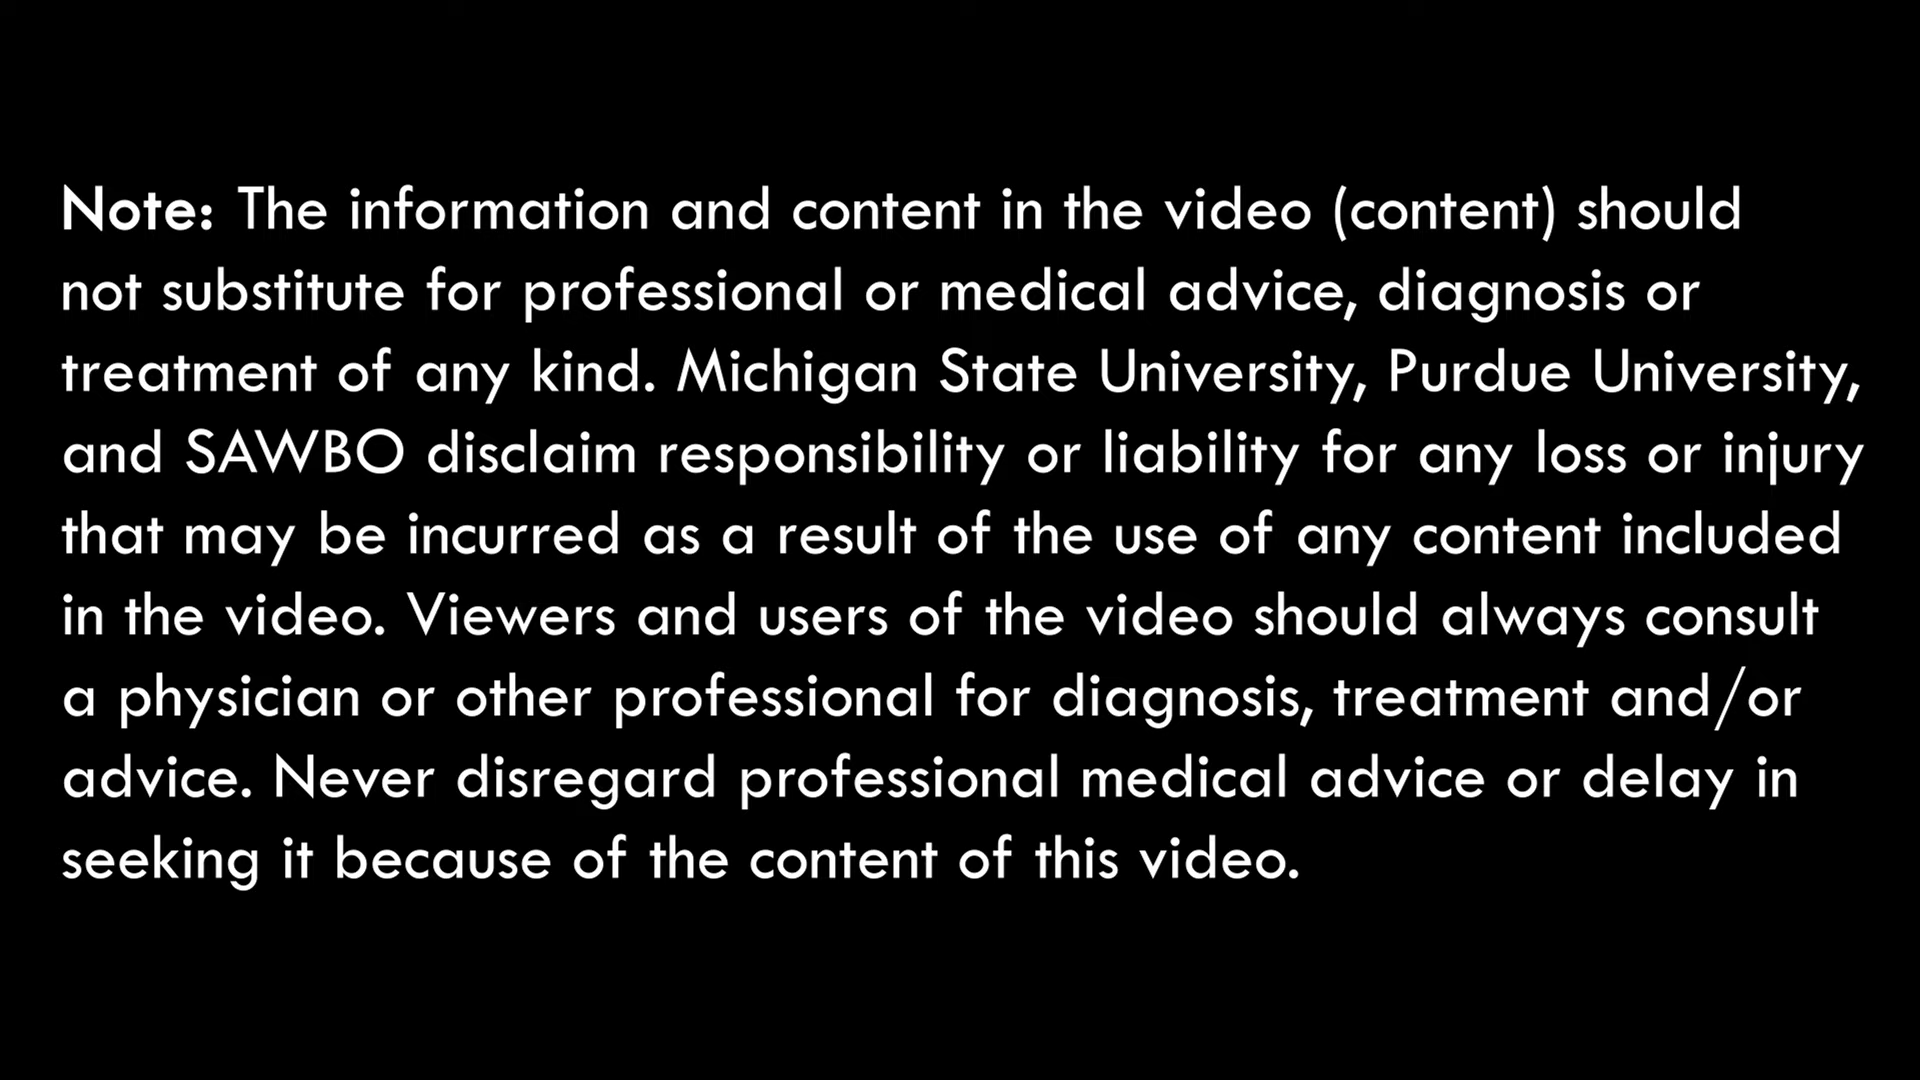 Note: The information and content in the video (content) should
not substitute for professional or medical advice, diagnosis or
treatment of any kind. Michigan State University, Purdue University,
and SAWBO disclaim responsibility or liability for any loss or injury
that may be incurred as a result of the use of any content included
in the video. Viewers and users of the video should always consult
a physician or other professional for diagnosis, treatment and/or
advice. Never disregard professional medical advice or delay in
seeking it because of the content of this video.